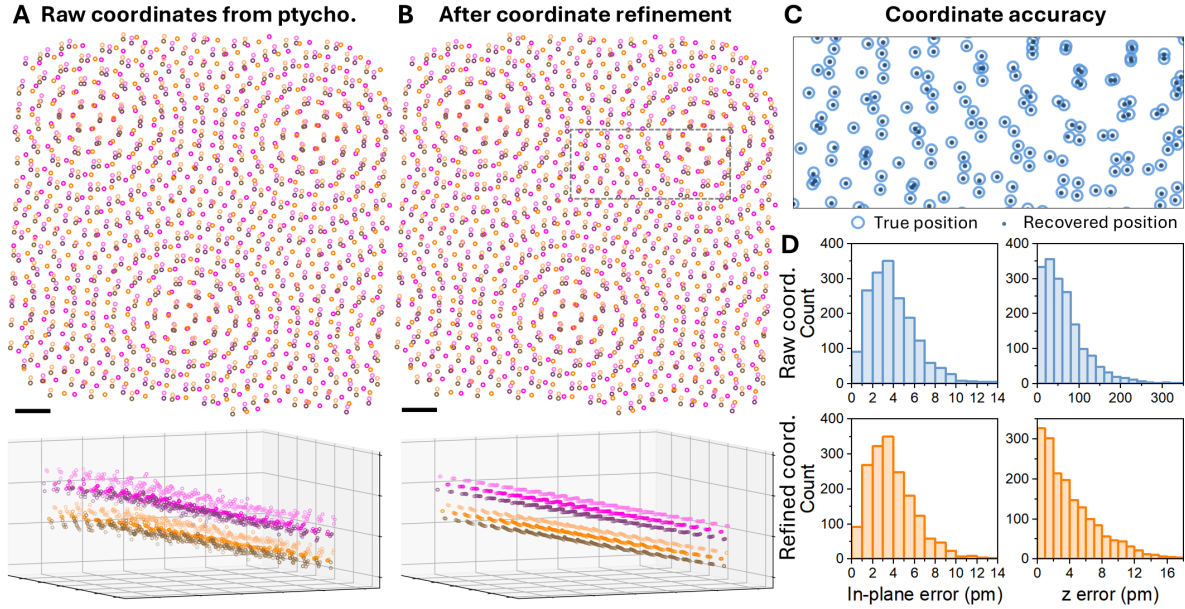 A Raw coordinates from ptycho.
B After coordinate refinement
C Coordinate accuracy
True position
Recovered position
D
Raw coord.
Count
400
300
200
100
0
0 2 4 6 8 10 12 14
400
300
200
100
0
0 100 200 300
Refined coord.
Count
400
300
200
100
0
0 2 4 6 8 10 12 14
In-plane error (pm)
300
200
100
0
0 4 8 12 16
z error (pm)